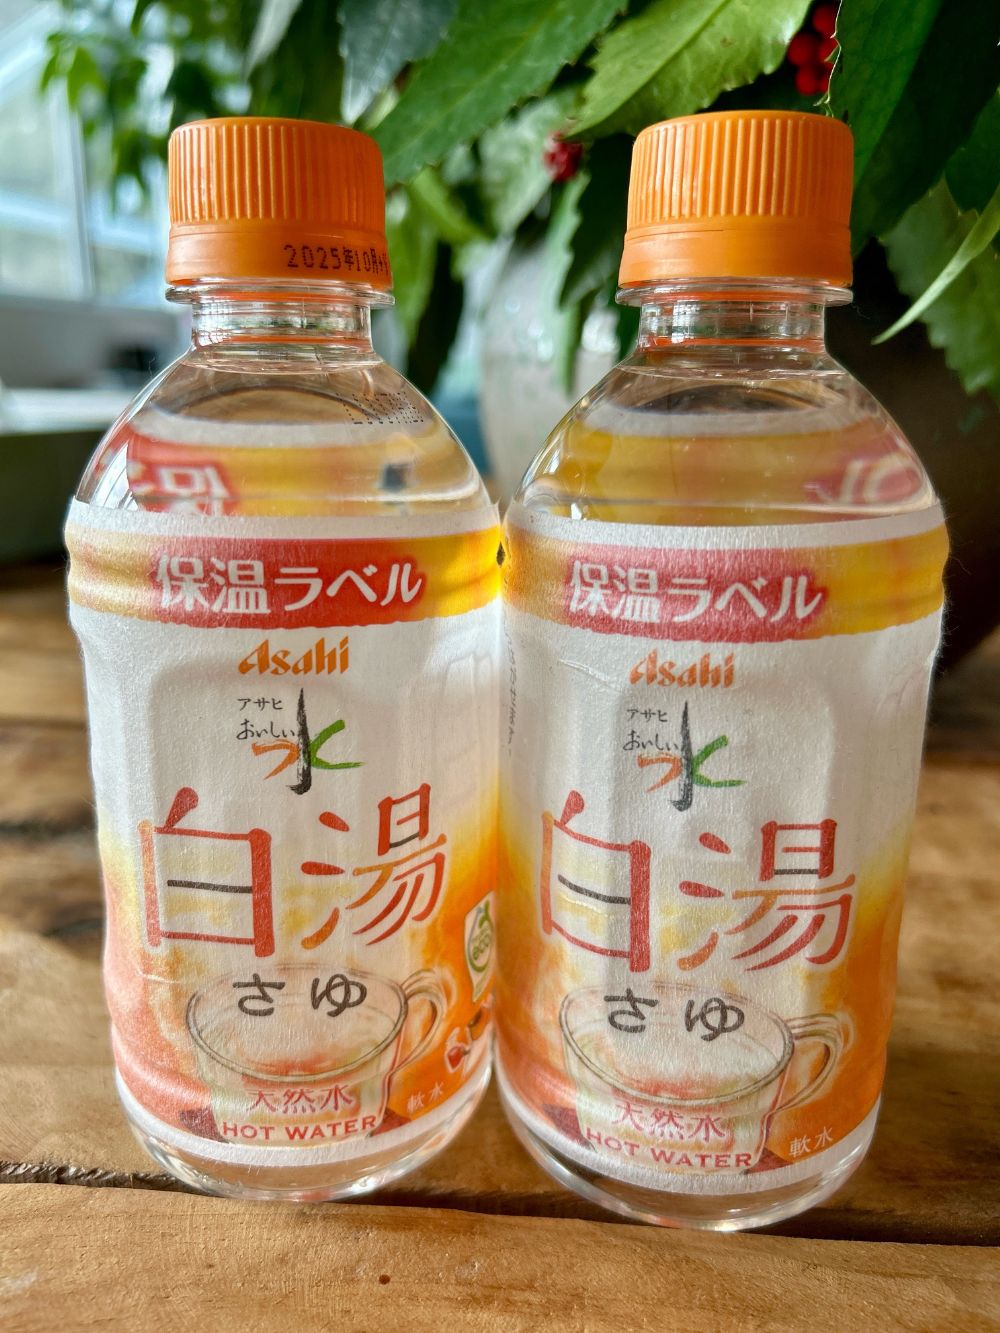 2025年10月
保温ラベル
Asahi
アサヒ
おいしい水
白湯
さゆ
天然水
HOT WATER
軟水
eco
保温ラベル
Asahi
アサヒ
おいしい水
白湯
さゆ
天然水
HOT WATER
軟水